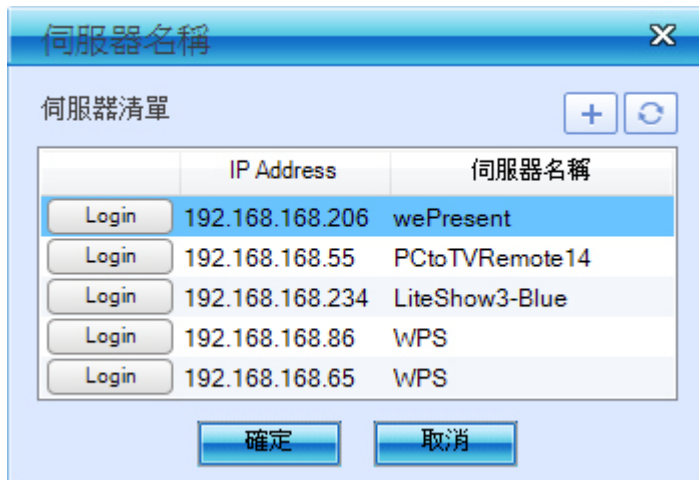 伺服器名稱
伺服器清單
IP Address 伺服器名稱
Login 192.168.168.206 wePresent
Login 192.168.168.55 PCtoTVRemote14
Login 192.168.168.234 LiteShow3-Blue
Login 192.168.168.86 WPS
Login 192.168.168.65 WPS
確定 取消